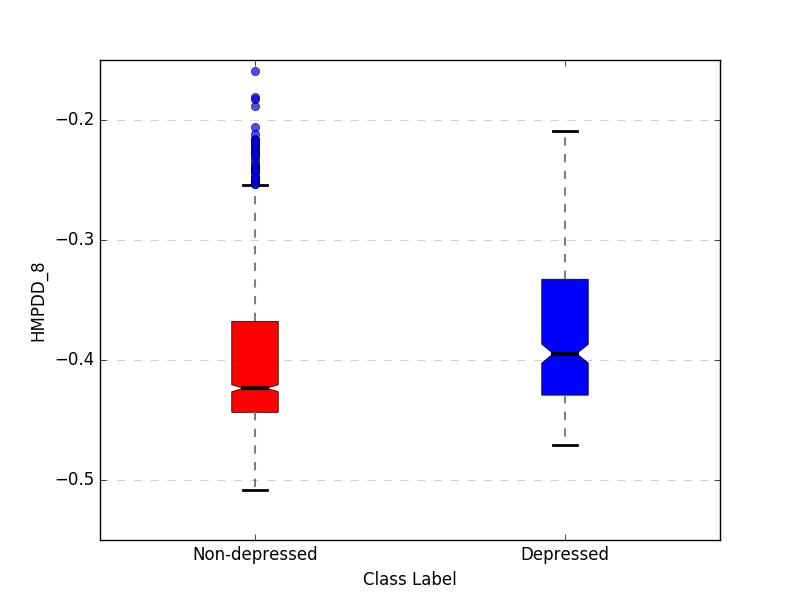 −0.2
−0.3
−0.4
−0.5
HMPDD_8
Non-depressed
Depressed
Class Label